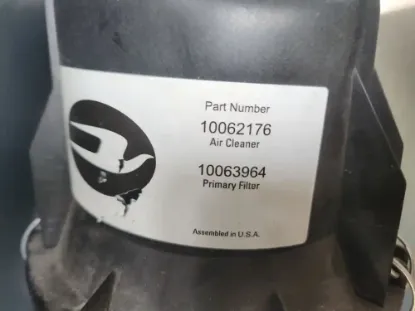 Part Number
10062176
Air Cleaner
10063964
Primary Filter
Assembled in U.S.A.